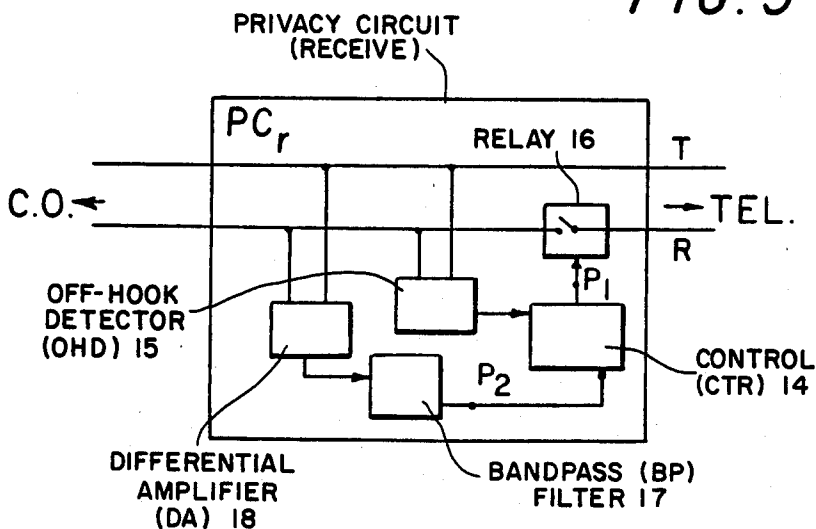 FIG. 5
PRIVACY CIRCUIT
(RECEIVE)
PCr
RELAY 16
T
C.O.
TEL.
R
P1
OFF-HOOK
DETECTOR
(OHD) 15
P2
CONTROL
(CTR) 14
DIFFERENTIAL
AMPLIFIER
(DA) 18
BANDPASS (BP)
FILTER 17